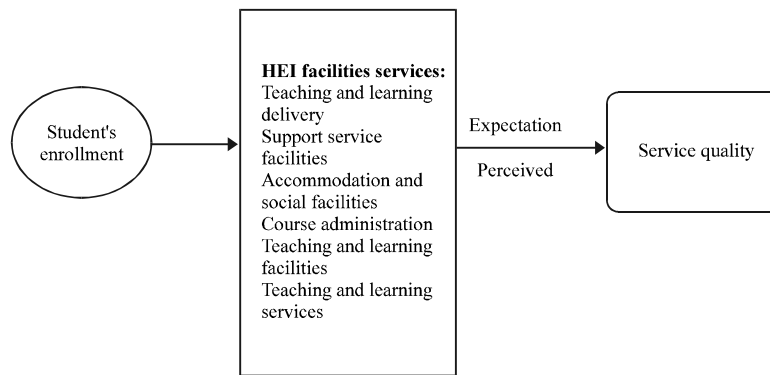 Student's
enrollment
HEI facilities services:
Teaching and learning
delivery
Support service
facilities
Accommodation and
social facilities
Course administration
Teaching and learning
facilities
Teaching and learning
services
Expectation
Perceived
Service quality